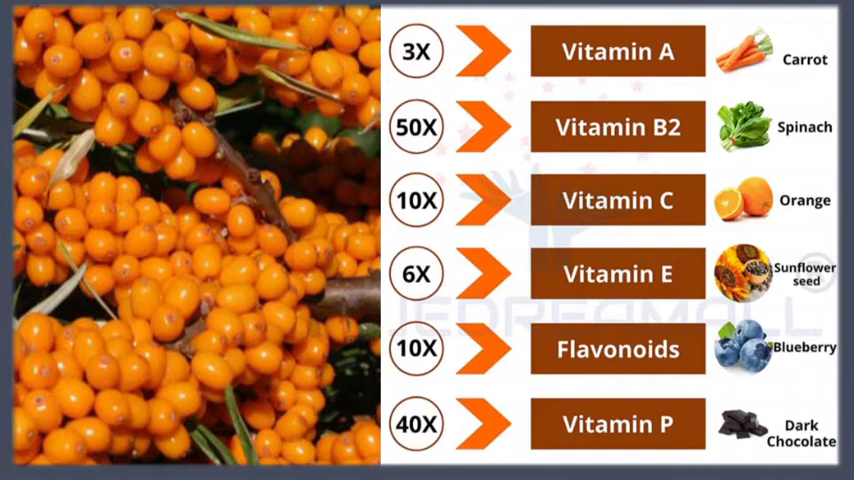 3X Vitamin A Carrot
50X Vitamin B2 Spinach
10X Vitamin C Orange
6X Vitamin E Sunflower
seed
10X Flavonoids Blueberry
40X Vitamin P Dark
Chocolate